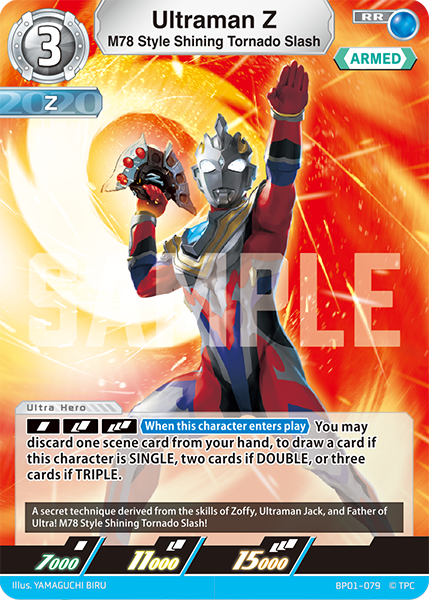 Ultraman Z
M78 Style Shining Tornado Slash
3
RR
ARMED
2020
Z
SAMPLE
Ultra Hero
When this character enters play You may
discard one scene card from your hand, to draw a card if
this character is SINGLE, two cards if DOUBLE, or three
cards if TRIPLE.
A secret technique derived from the skills of Zoffy, Ultraman Jack, and Father of
Ultra! M78 Style Shining Tornado Slash!
7000
11000
15000
Illus. YAMAGUCHI BIRU
BP01-079 © TPC